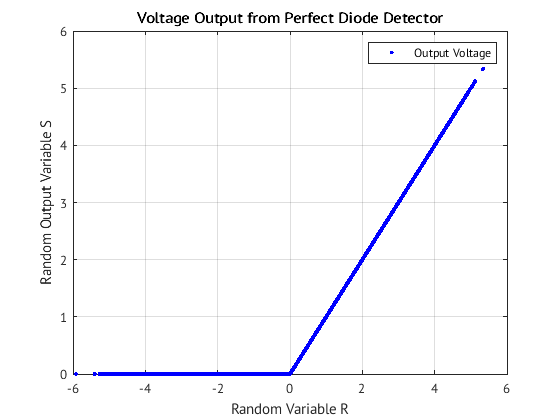 Voltage Output from Perfect Diode Detector
6
Output Voltage
5
4
3
2
1
0
Random Output Variable S
-6 -4 -2 0 2 4 6
Random Variable R